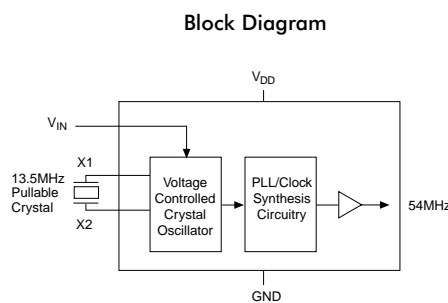 Block Diagram
VDD
VIN
X1
13.5MHz
Pullable
Crystal
X2
Voltage
Controlled
Crystal
Oscillator
PLL/Clock
Synthesis
Circuitry
54MHz
GND